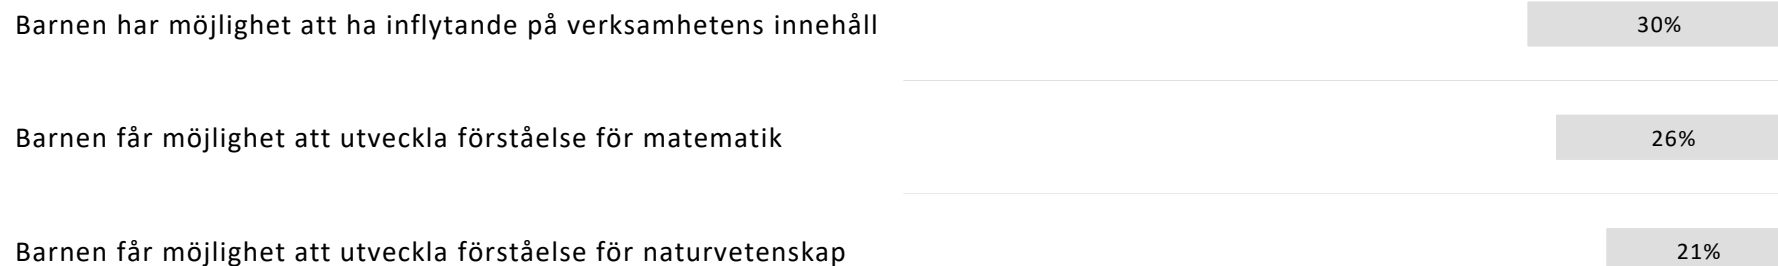 Barnen har möjlighet att ha inflytande på verksamhetens innehåll 30%
Barnen får möjlighet att utveckla förståelse för matematik 26%
Barnen får möjlighet att utveckla förståelse för naturvetenskap 21%